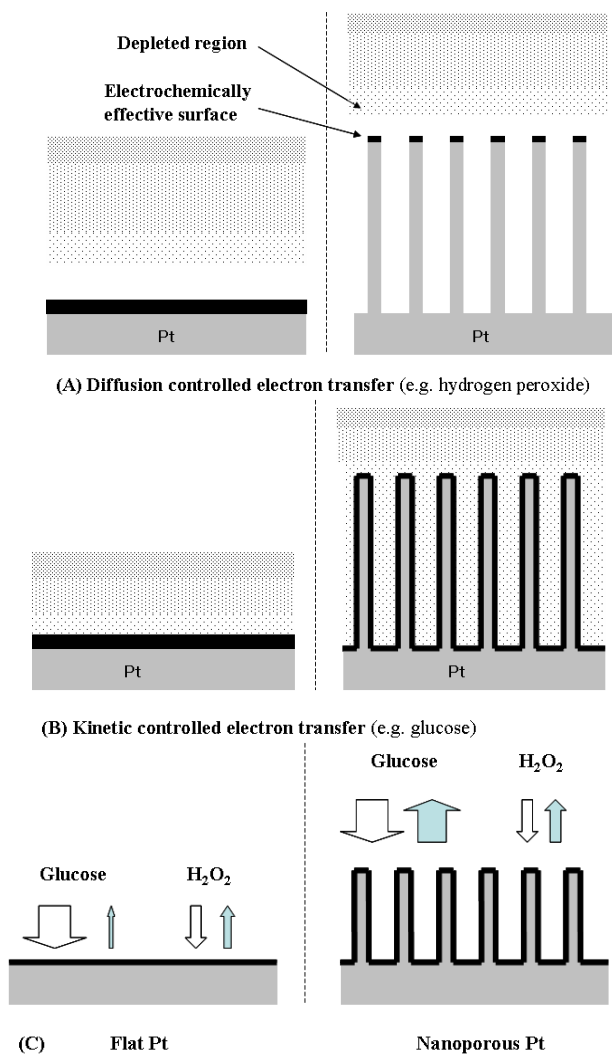 Depleted region
Electrochemically
effective surface
Pt
Pt
(A) Diffusion controlled electron transfer (e.g. hydrogen peroxide)
Pt
Pt
(B) Kinetic controlled electron transfer (e.g. glucose)
Glucose
H₂O₂
Glucose
H₂O₂
(C) Flat Pt
Nanoporous Pt